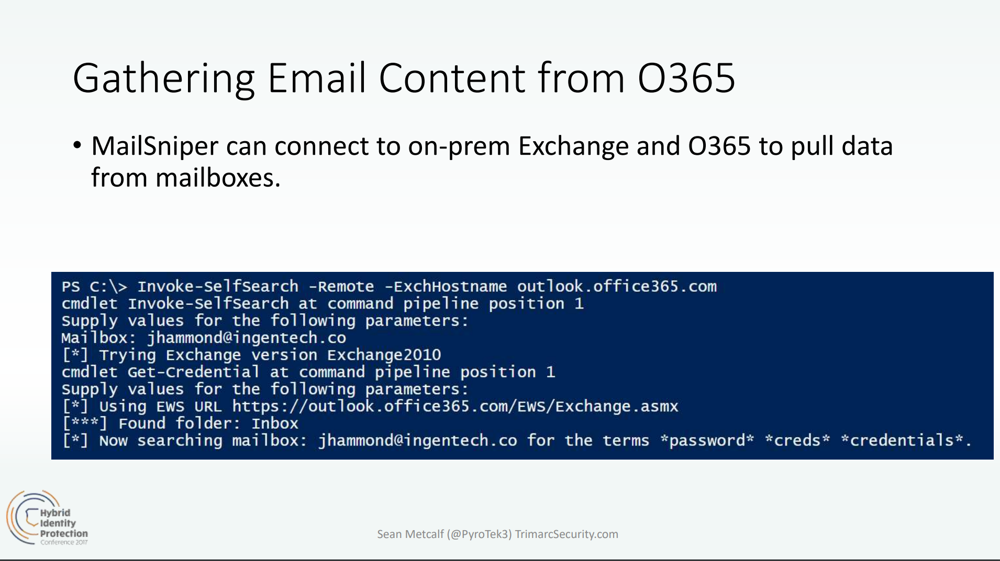 Gathering Email Content from O365
• MailSniper can connect to on-prem Exchange and O365 to pull data
from mailboxes.
PS C:\> Invoke-SelfSearch -Remote -ExchHostname outlook.office365.com
cmdlet Invoke-SelfSearch at command pipeline position 1
Supply values for the following parameters:
Mailbox: jhammond@ingentech.co
[*] Trying Exchange version Exchange2010
cmdlet Get-Credential at command pipeline position 1
Supply values for the following parameters:
[*] Using EWS URL https://outlook.office365.com/EWS/Exchange.asmx
[***] Found folder: Inbox
[*] Now searching mailbox: jhammond@ingentech.co for the terms *password* *creds* *credentials*.
Hybrid
Identity
Protection
Conference 2017
Sean Metcalf (@PyroTek3) TrimarcSecurity.com